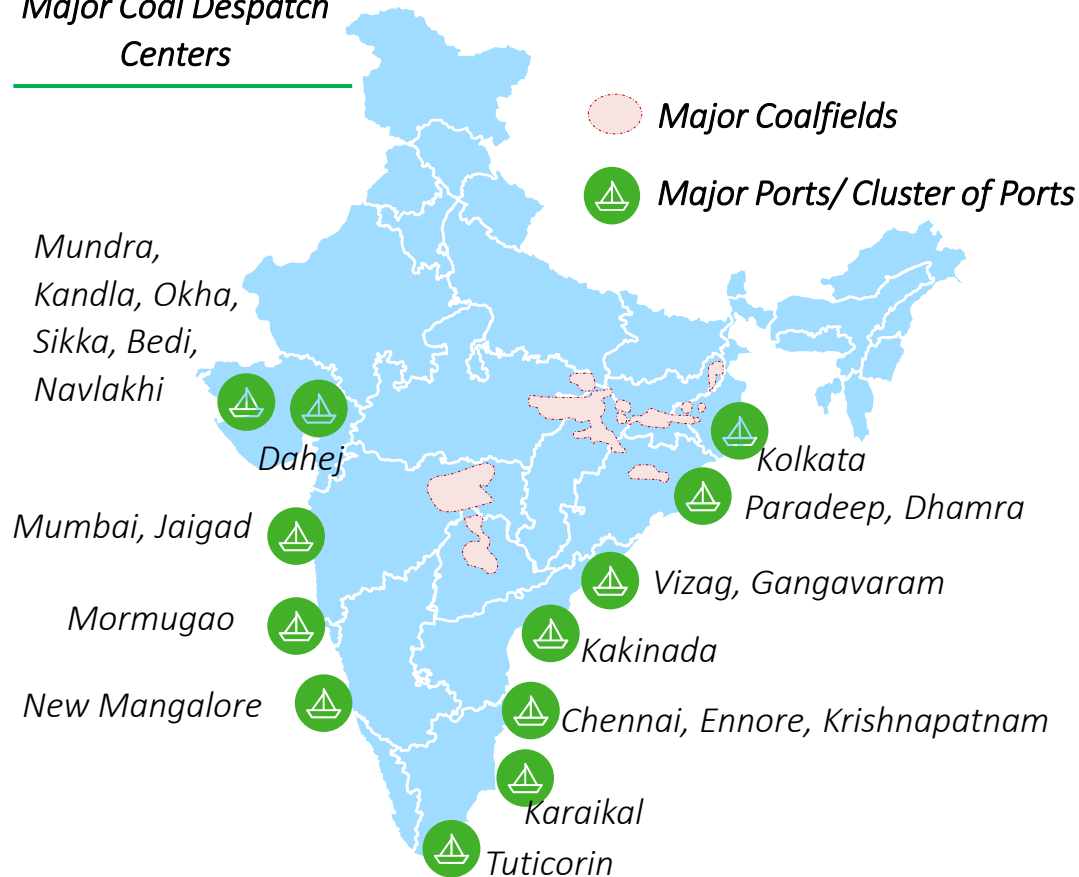 Major Coal Despatch
Centers
Major Coalfields
Major Ports/ Cluster of Ports
Mundra,
Kandla, Okha,
Sikka, Bedi,
Navlakhi
Dahej
Kolkata
Paradeep, Dhamra
Mumbai, Jaigad
Vizag, Gangavaram
Mormugao
Kakinada
New Mangalore
Chennai, Ennore, Krishnapatnam
Karaikal
Tuticorin